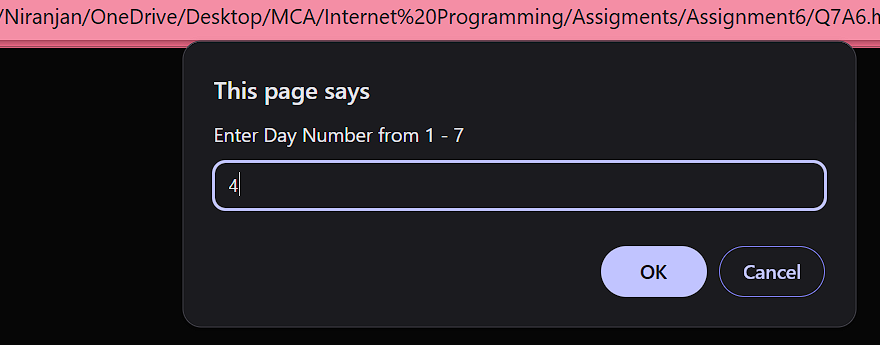 /Niranjan/OneDrive/Desktop/MCA/Internet%20Programming/Assigments/Assignment6/Q7A6.h
This page says
Enter Day Number from 1 - 7
4
OK Cancel